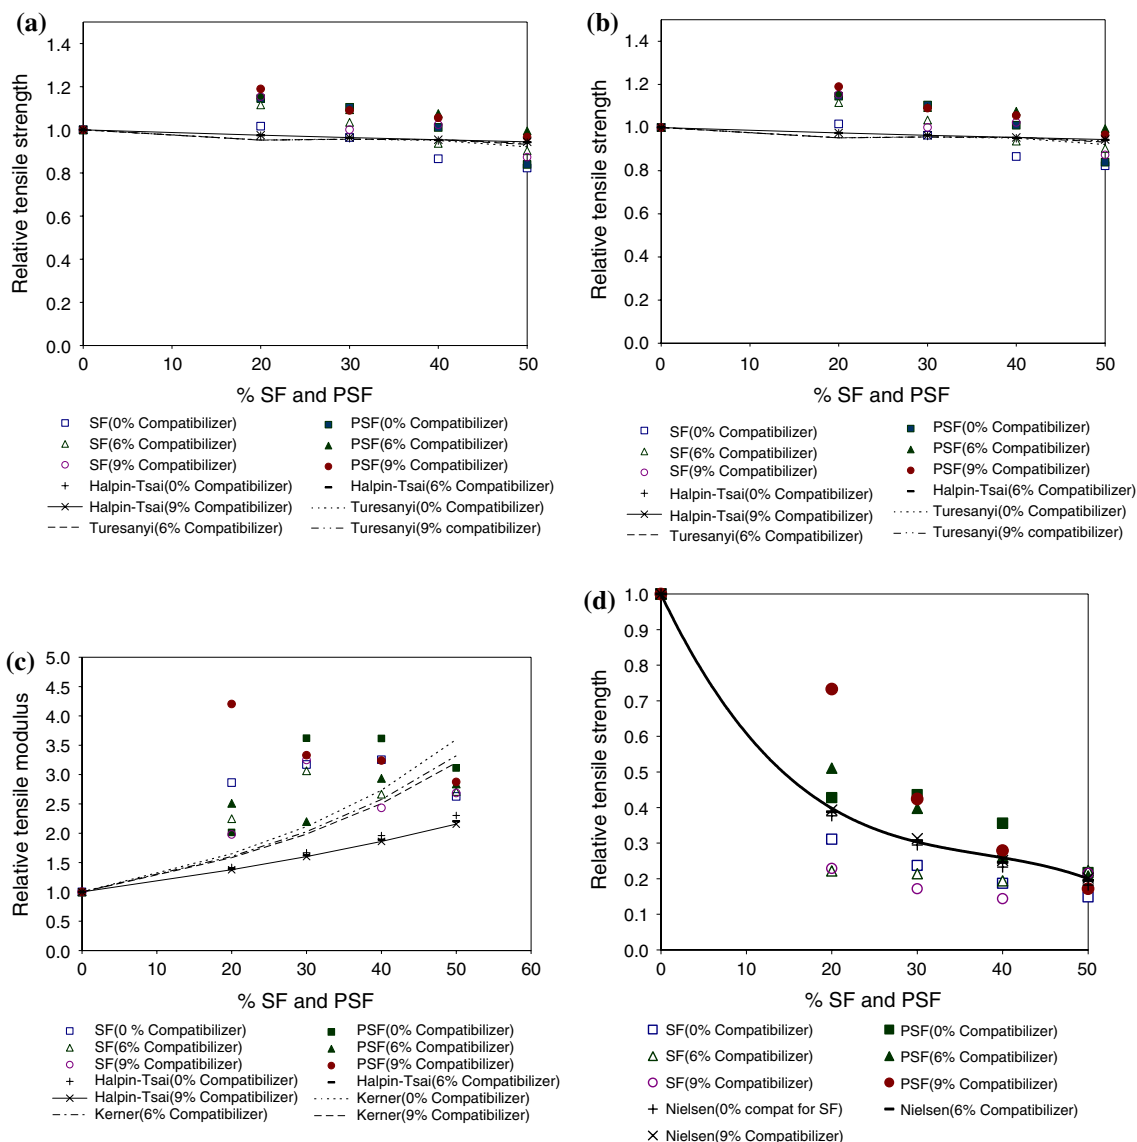 (a)
Relative tensile strength
1.4
1.2
1.0
0.8
0.6
0.4
0.2
0.0
0 10 20 30 40 50
% SF and PSF
SF(0% Compatibilizer) PSF(0% Compatibilizer)
SF(6% Compatibilizer) PSF(6% Compatibilizer)
SF(9% Compatibilizer) PSF(9% Compatibilizer)
Halpin-Tsai(0% Compatibilizer) Halpin-Tsai(6% Compatibilizer)
Halpin-Tsai(9% Compatibilizer) Turesanyi(0% Compatibilizer)
Turesanyi(6% Compatibilizer) Turesanyi(9% compatibilizer)
(b)
Relative tensile strength
1.4
1.2
1.0
0.8
0.6
0.4
0.2
0.0
0 10 20 30 40 50
% SF and PSF
SF(0% Compatibilizer) PSF(0% Compatibilizer)
SF(6% Compatibilizer) PSF(6% Compatibilizer)
SF(9% Compatibilizer) PSF(9% Compatibilizer)
Halpin-Tsai(0% Compatibilizer) Halpin-Tsai(6% Compatibilizer)
Halpin-Tsai(9% Compatibilizer) Turesanyi(0% Compatibilizer)
Turesanyi(6% Compatibilizer) Turesanyi(9% compatibilizer)
(c)
Relative tensile modulus
5.0
4.5
4.0
3.5
3.0
2.5
2.0
1.5
1.0
0.5
0.0
0 10 20 30 40 50 60
% SF and PSF
SF(0 % Compatibilizer) PSF(0% Compatibilizer)
SF(6% Compatibilizer) PSF(6% Compatibilizer)
SF(9% Compatibilizer) PSF(9% Compatibilizer)
Halpin-Tsai(0% Compatibilizer) Halpin-Tsai(6% Compatibilizer)
Halpin-Tsai(9% Compatibilizer) Kerner(0% Compatibilizer)
Kerner(6% Compatibilizer) Kerner(9% Compatibilizer)
(d)
Relative tensile strength
1.0
0.9
0.8
0.7
0.6
0.5
0.4
0.3
0.2
0.1
0.0
0 10 20 30 40 50
% SF and PSF
SF(0% Compatibilizer) PSF(0% Compatibilizer)
SF(6% Compatibilizer) PSF(6% Compatibilizer)
SF(9% Compatibilizer) PSF(9% Compatibilizer)
Nielsen(0% compat for SF) Nielsen(6% Compatibilizer)
Nielsen(9% Compatibilizer)